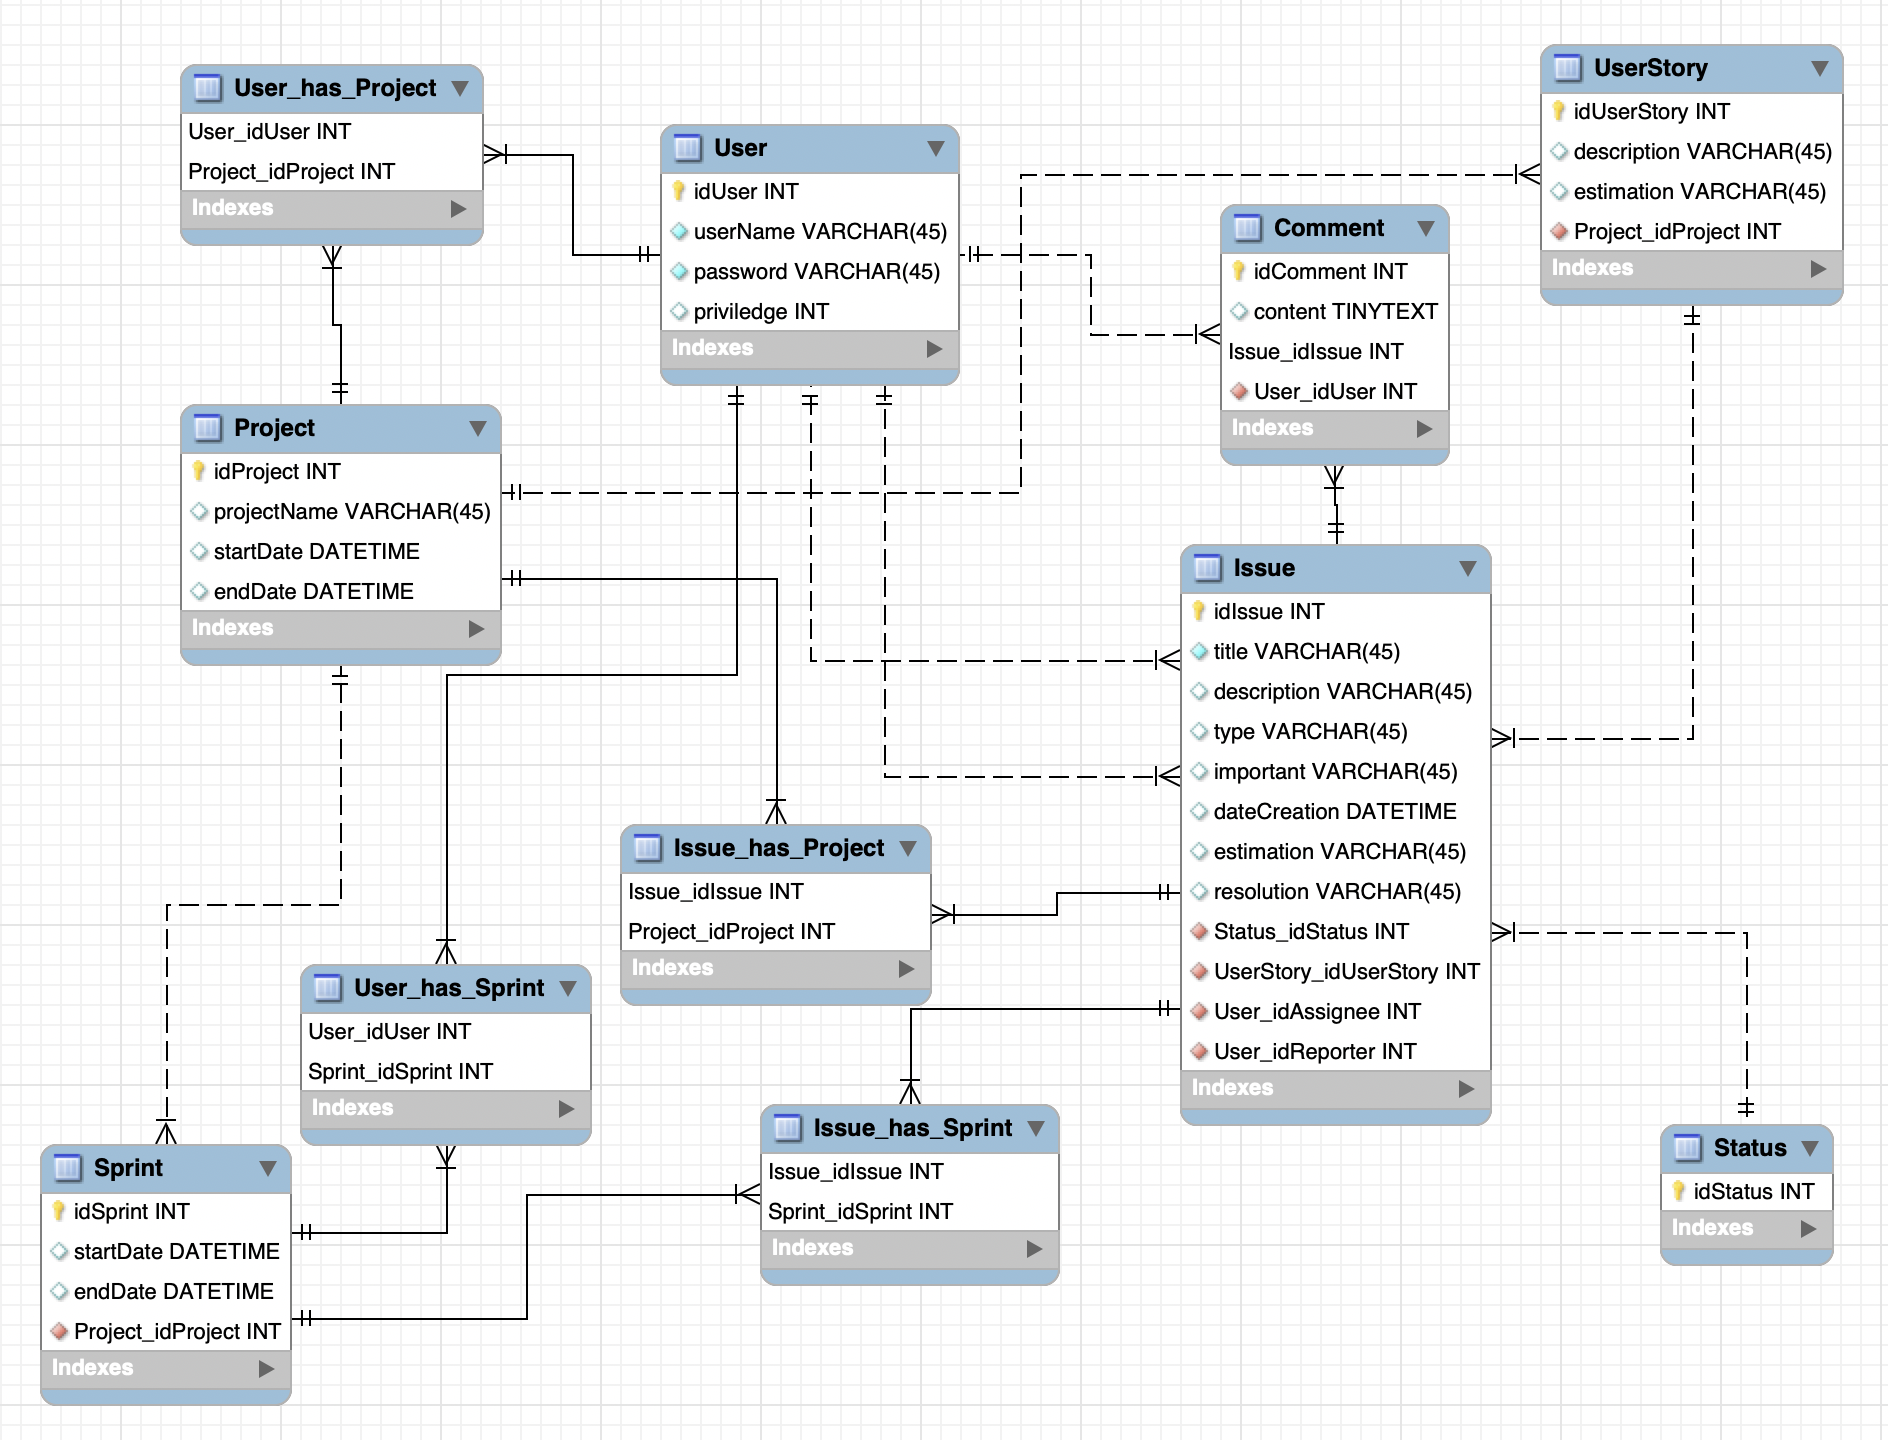 User_has_Project
User_idUser INT
Project_idProject INT
Indexes
User
idUser INT
userName VARCHAR(45)
password VARCHAR(45)
priviledge INT
Indexes
UserStory
idUserStory INT
description VARCHAR(45)
estimation VARCHAR(45)
Project_idProject INT
Indexes
Comment
idComment INT
content TINYTEXT
Issue_idIssue INT
User_idUser INT
Indexes
Project
idProject INT
projectName VARCHAR(45)
startDate DATETIME
endDate DATETIME
Indexes
Issue
idIssue INT
title VARCHAR(45)
description VARCHAR(45)
type VARCHAR(45)
important VARCHAR(45)
dateCreation DATETIME
estimation VARCHAR(45)
resolution VARCHAR(45)
Status_idStatus INT
UserStory_idUserStory INT
User_idAssignee INT
User_idReporter INT
Indexes
Issue_has_Project
Issue_idIssue INT
Project_idProject INT
Indexes
User_has_Sprint
User_idUser INT
Sprint_idSprint INT
Indexes
Issue_has_Sprint
Issue_idIssue INT
Sprint_idSprint INT
Indexes
Status
idStatus INT
Indexes
Sprint
idSprint INT
startDate DATETIME
endDate DATETIME
Project_idProject INT
Indexes